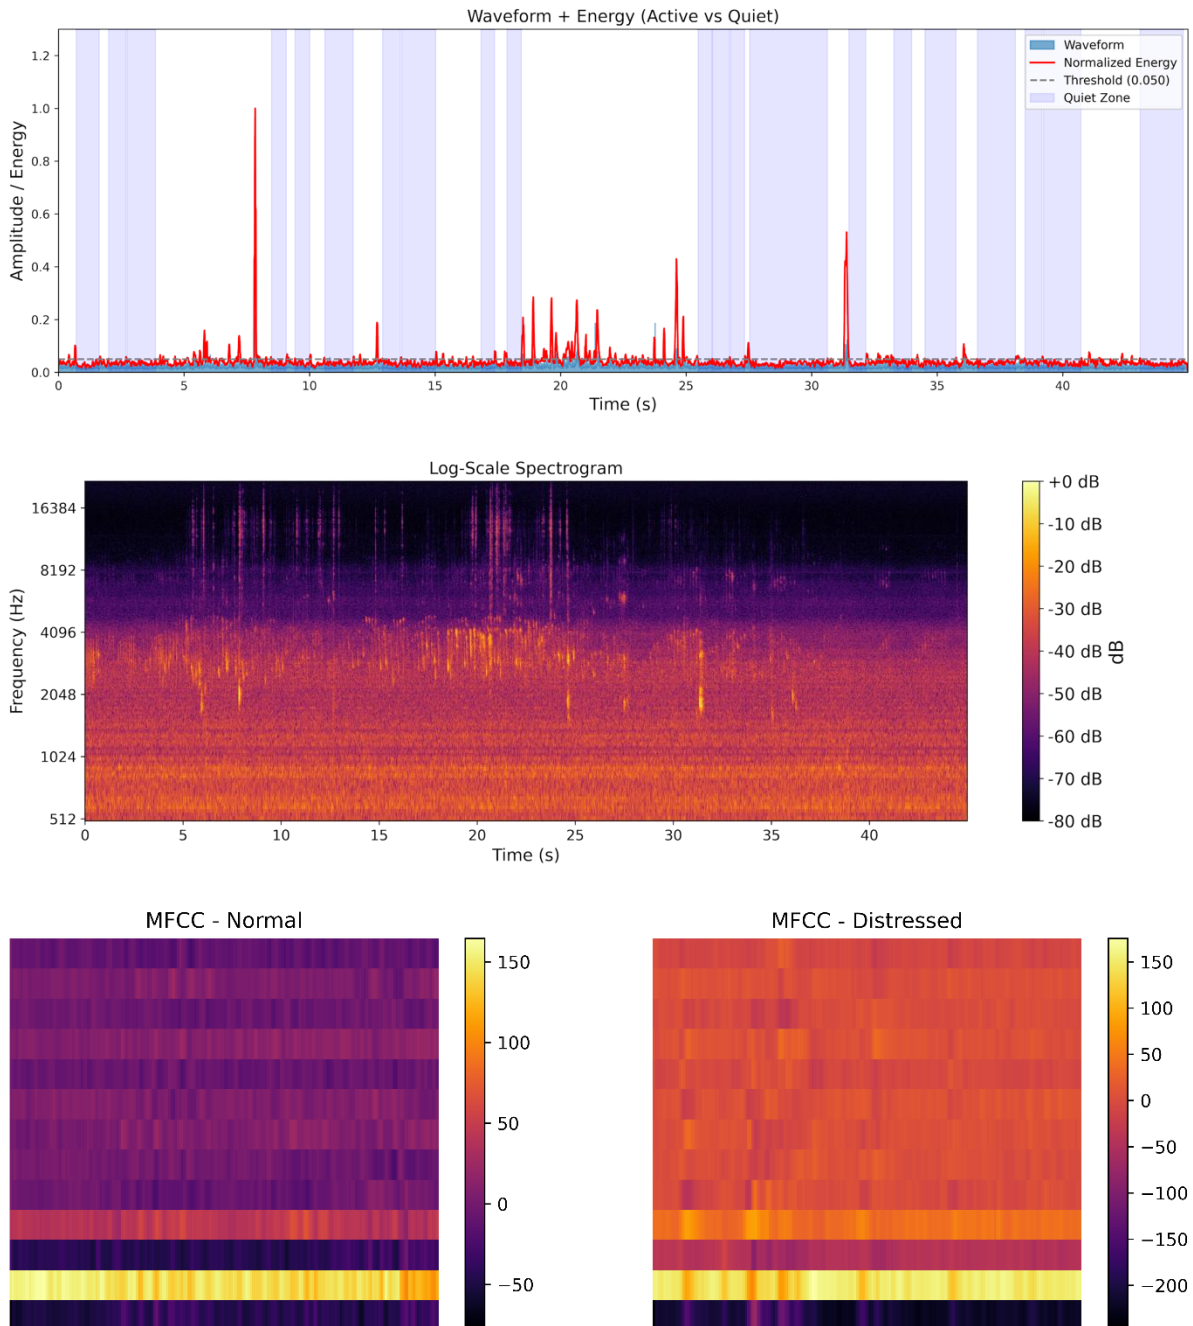 Waveform + Energy (Active vs Quiet)
Amplitude / Energy
1.2
1.0
0.8
0.6
0.4
0.2
0.0
Waveform
Normalized Energy
Threshold (0.050)
Quiet Zone
0 5 10 15 20 25 30 35 40
Time (s)
Log-Scale Spectrogram
Frequency (Hz)
16384
8192
4096
2048
1024
512
0 5 10 15 20 25 30 35 40
Time (s)
+0 dB
-10 dB
-20 dB
-30 dB
-40 dB
-50 dB
-60 dB
-70 dB
-80 dB
dB
MFCC - Normal
150
100
50
0
−50
MFCC - Distressed
150
100
50
0
−50
−100
−150
−200